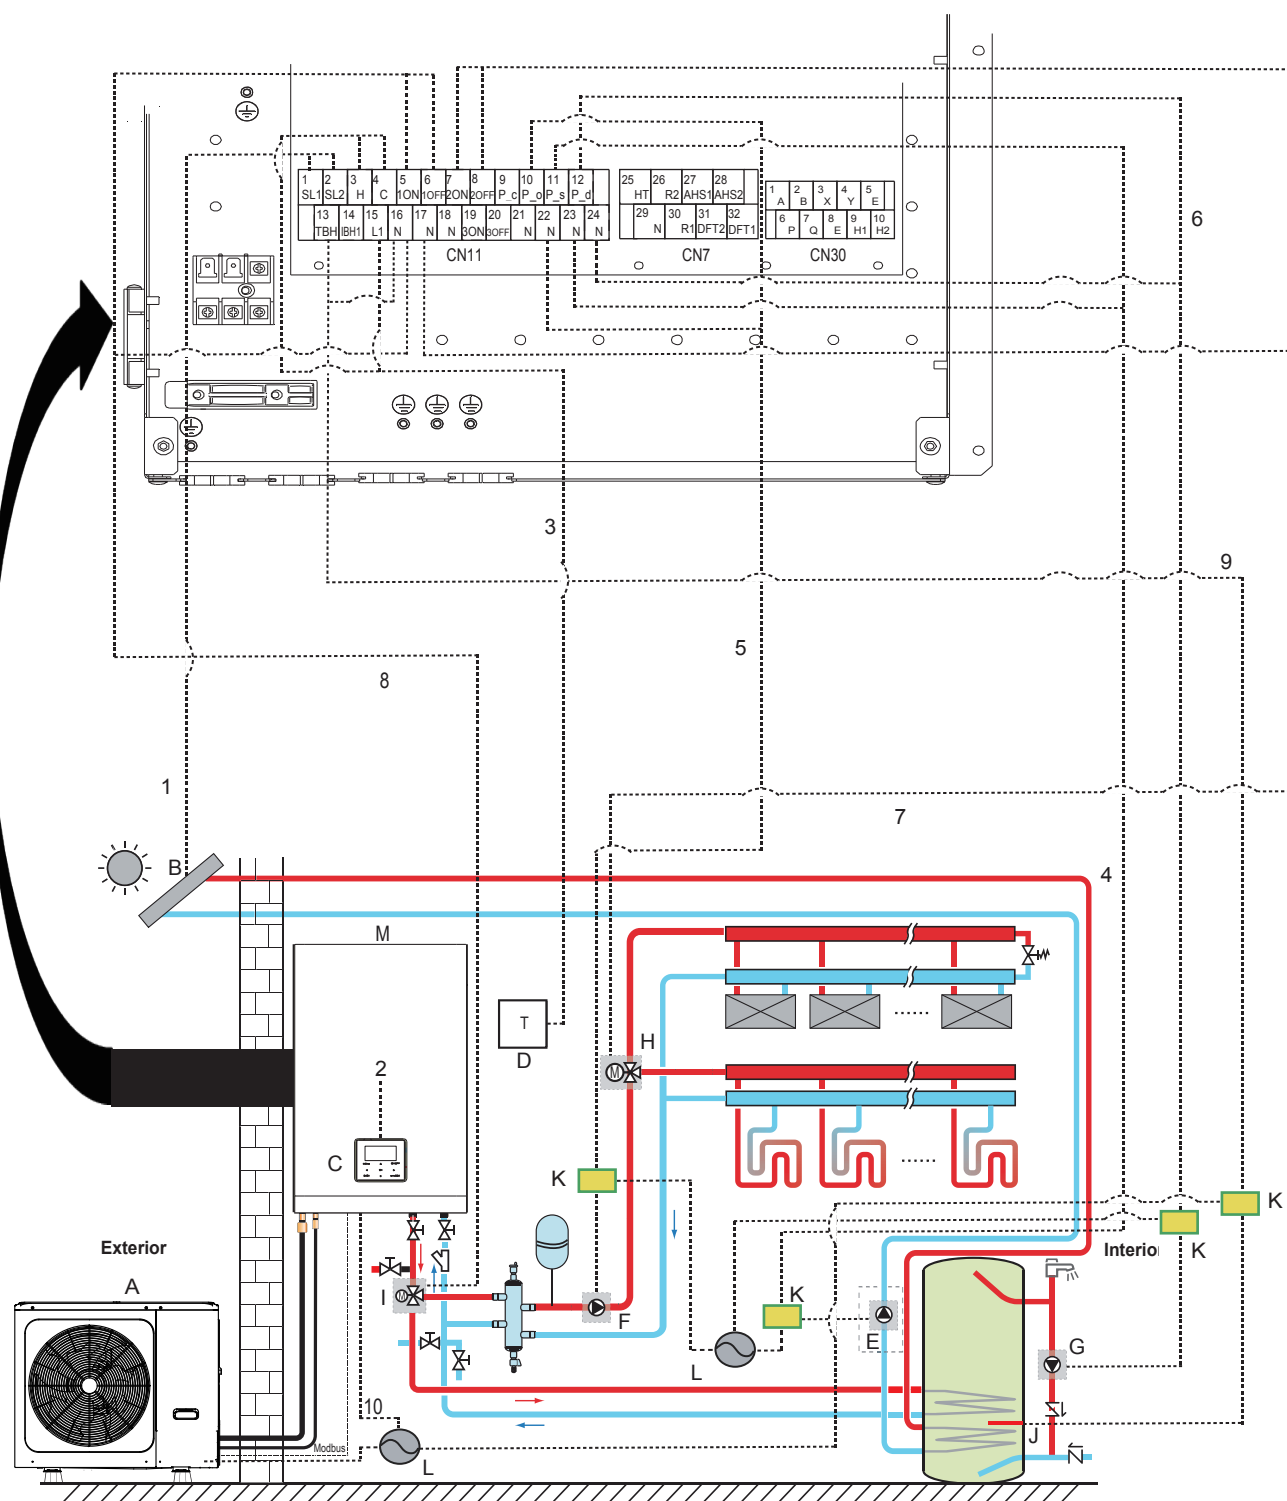 1 2 3 4 5 6 7 8 9 10 11 12
SL1 SL2 H C 1ON 1OFF 2ON 2OFF P_c P_o P_s P_d
13 14 15 16 17 18 19 20 21 22 23 24
TBH IBH1 L1 N N N 3ON 3OFF N N N N
CN11
25 26 27 28
HT R2 AHS1 AHS2
29 30 31 32
N R1 DFT2 DFT1
CN7
1 2 3 4 5
A B X Y E
6 7 8 9 10
P Q E H1 H2
CN30
6
3
9
5
8
1
7
B
4
M
T
D
H
M
2
C
K
K
K
Exterior
Interior
A
I
M
K
F
E
G
L
10
J
Modbus
L